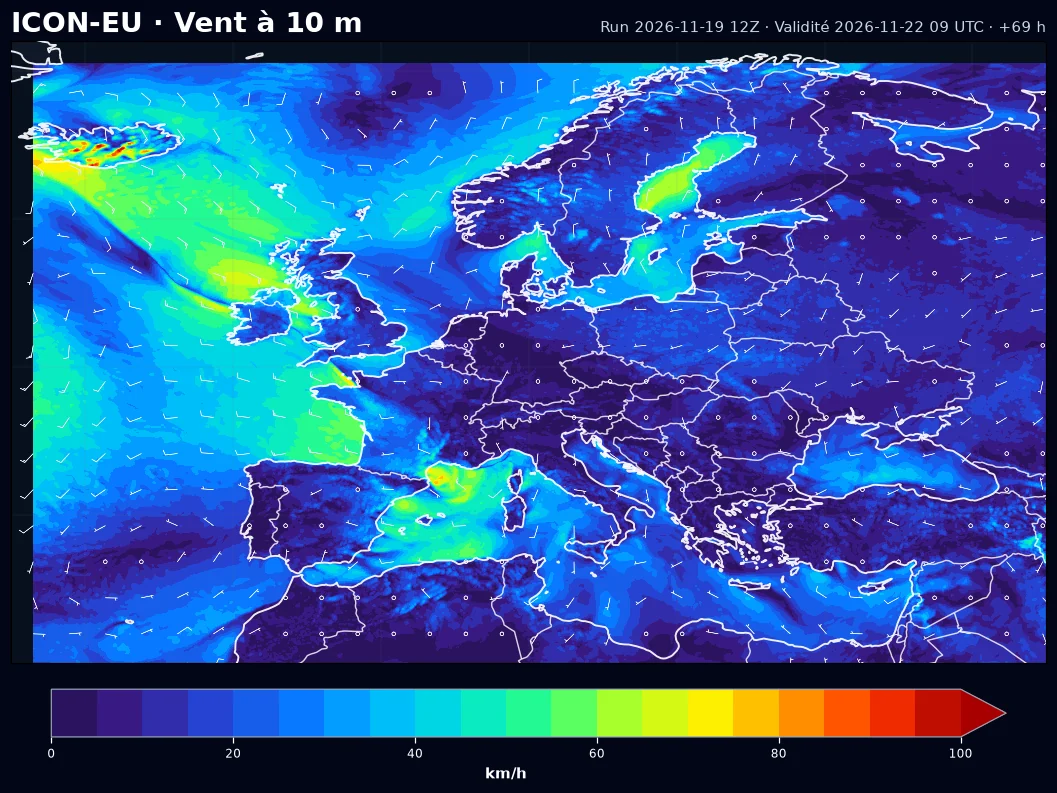 ICON-EU · Vent à 10 m
Run 2026-11-19 12Z · Validité 2026-11-22 09 UTC · +69 h
0 20 40 60 80 100
km/h